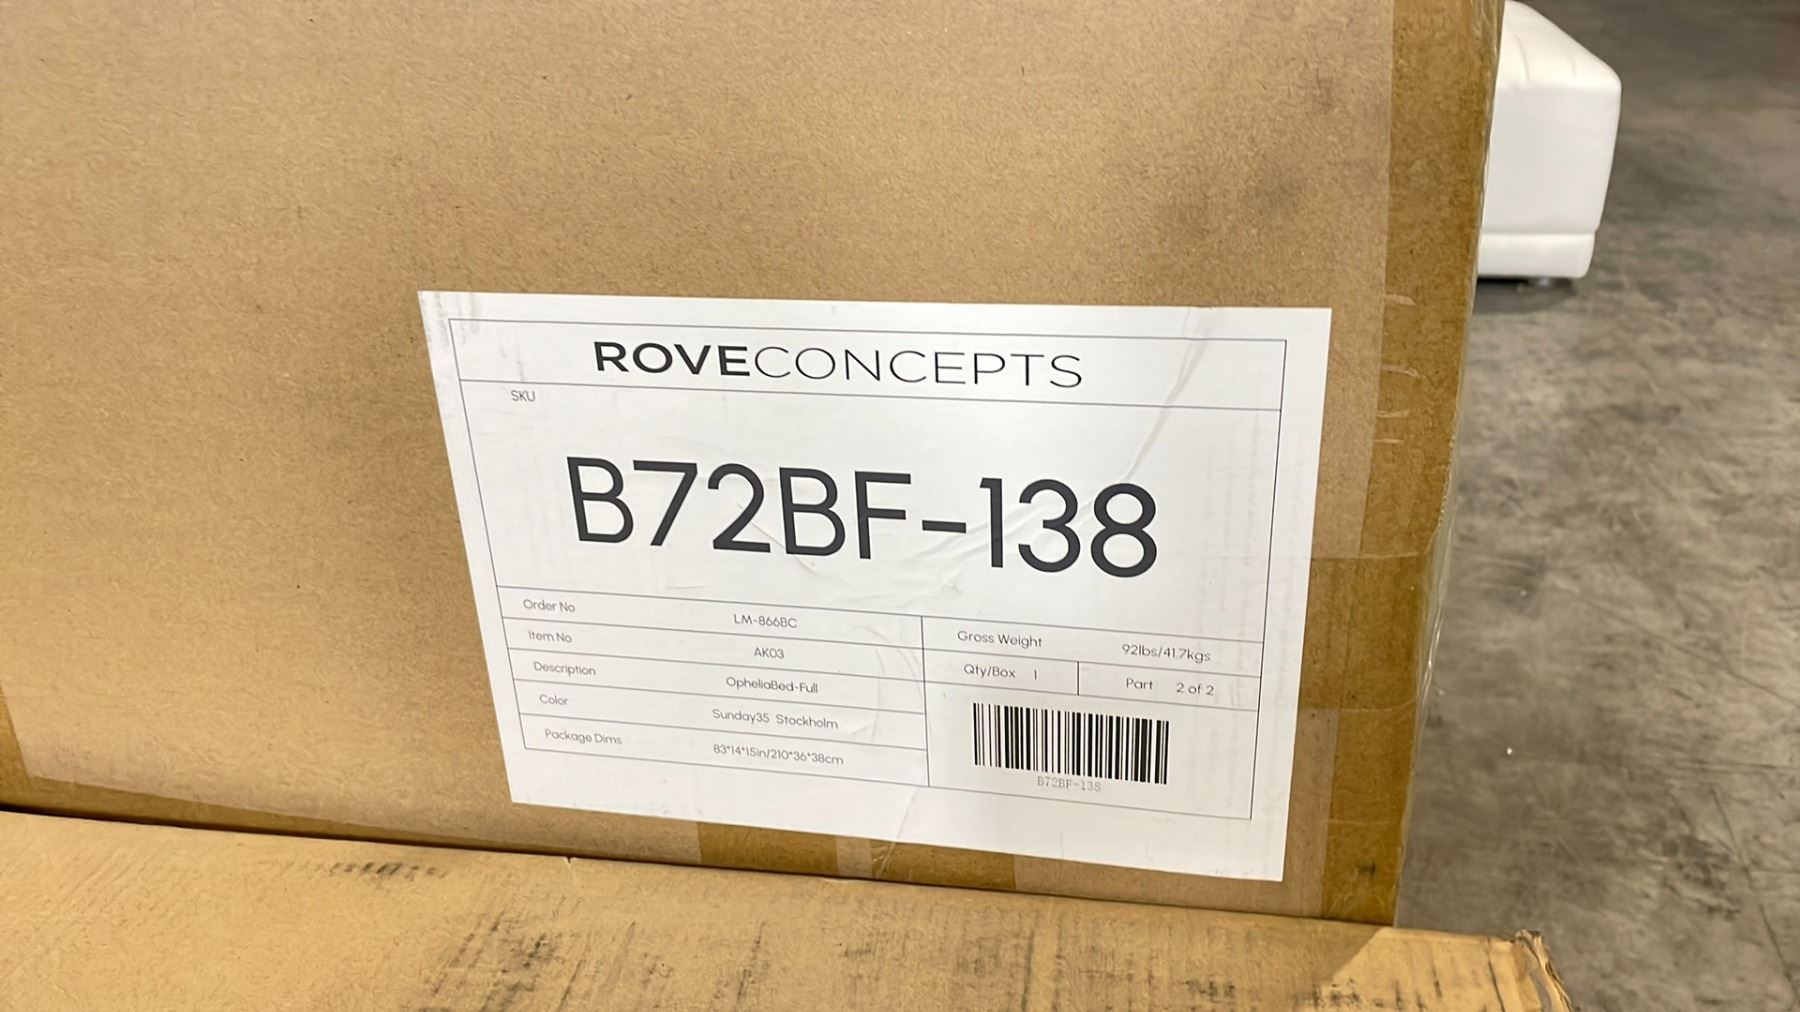 ROVECONCEPTS
SKU
B72BF-138
Order No LM-866BC
Item No AK03
Description OpheliaBed-Full
Color Sunday35 Stockholm
Package Dims 83*14*15in/210*36*38cm
Gross Weight 92lbs/41.7kgs
Qty/Box 1 Part 2 of 2
B72BF-138